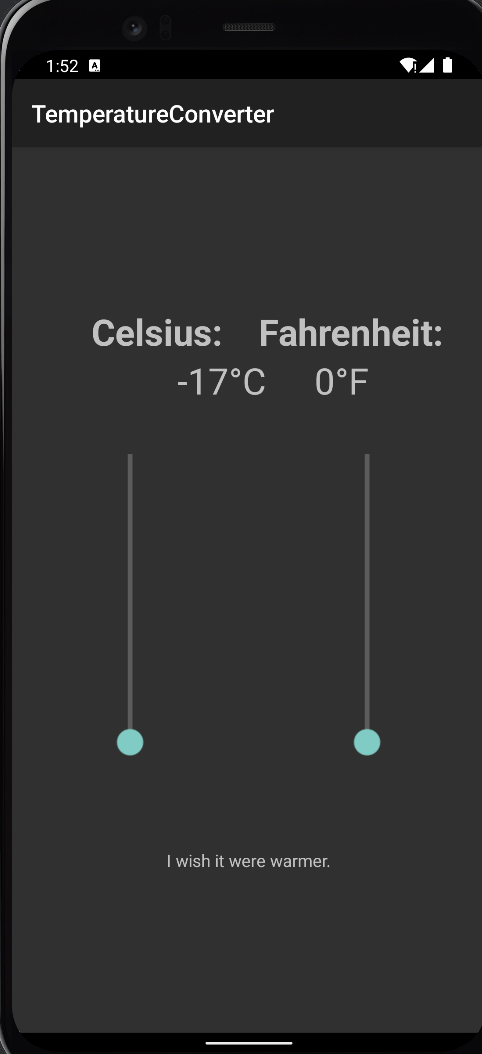 1:52 A
TemperatureConverter
Celsius: Fahrenheit:
-17°C 0°F
I wish it were warmer.